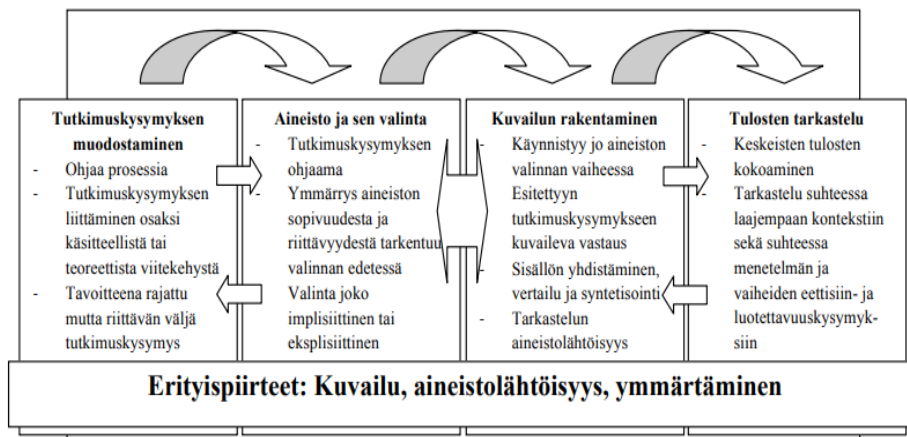 Tutkimuskysymyksen
muodostaminen
- Ohjaa prosessia
- Tutkimuskysymyksen
liittäminen osaksi
käsitteellistä tai
teoreettista viitekehystä
- Tavoitteena rajattu
mutta riittävän väljä
tutkimuskysymys
Aineisto ja sen valinta
- Tutkimuskysymyksen
ohjaama
- Ymmärrys aineiston
sopivuudesta ja
riittävyydestä tarkentuu
valinnan edetessä
Valinta joko
implisiittinen tai
eksplisiittinen
Kuvailun rakentaminen
- Käynnistyy jo aineiston
valinnan vaiheessa
Esitettyyn
tutkimuskysymykseen
kuvaileva vastaus
- Sisällön yhdistäminen,
vertailu ja syntetisointi
- Tarkastelun
aineistolähtöisyys
Tulosten tarkastelu
- Keskeisten tulosten
kokoaminen
- Tarkastelu suhteessa
laajempaan kontekstiin
sekä suhteessa
menetelmän ja
vaiheiden eettisiin- ja
luotettavuuskysymyk-
siin
Erityispiirteet: Kuvailu, aineistolähtöisyys, ymmärtäminen